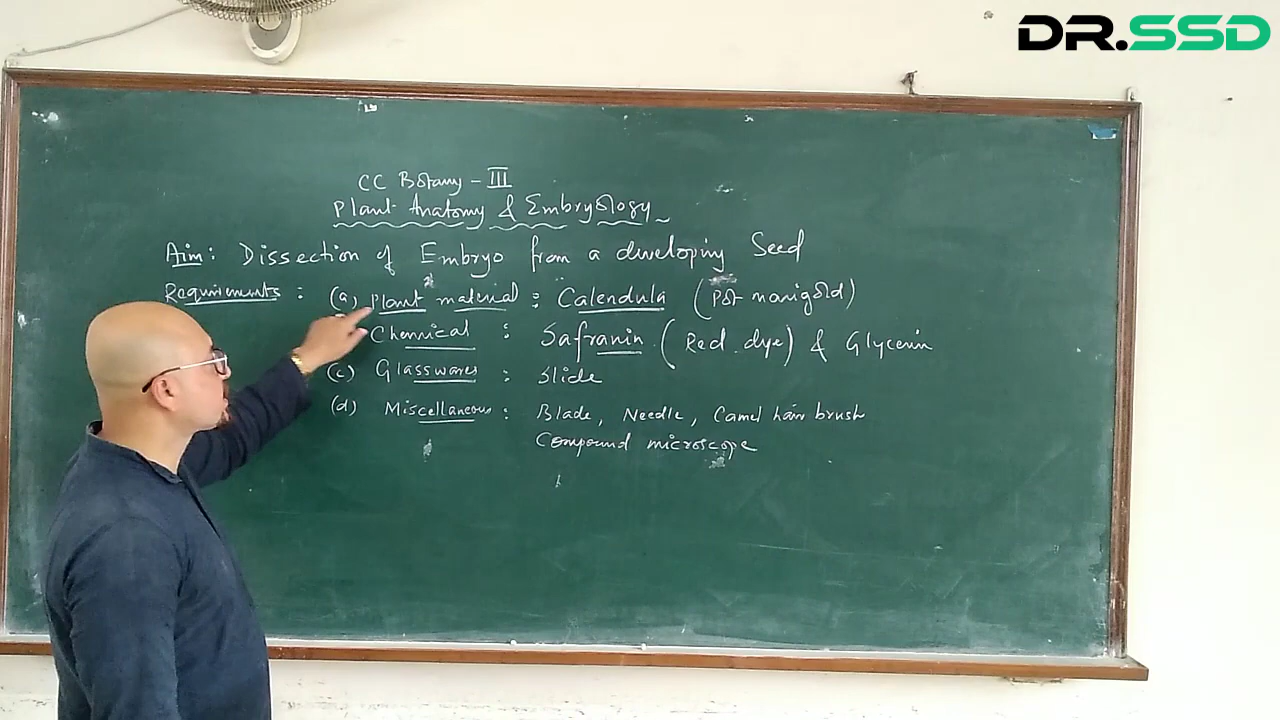 DR.SSD
CC Botany - III
Plant Anatomy & Embryology
Aim: Dissection of Embryo from a developing Seed
Requirements: (a) Plant material: Calendula (Pot marigold)
Chemical: Safranin (Red dye) & Glycerin
(c) Glasswares: Slide
(d) Miscellaneous: Blade, Needle, Camel hair brush
Compound microscope